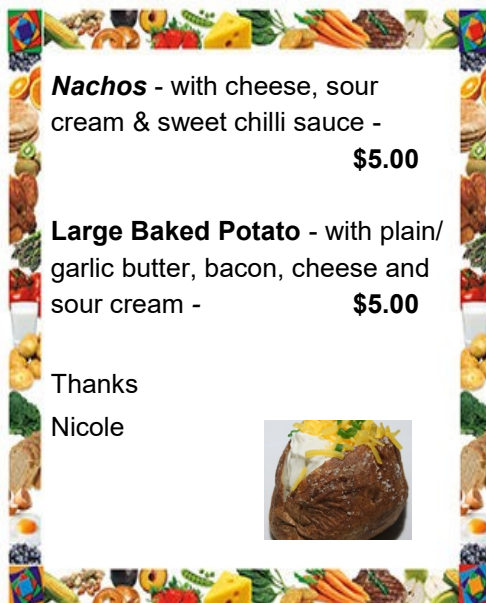 Nachos - with cheese, sour
cream & sweet chilli sauce -
$5.00
Large Baked Potato - with plain/
garlic butter, bacon, cheese and
sour cream - $5.00
Thanks
Nicole